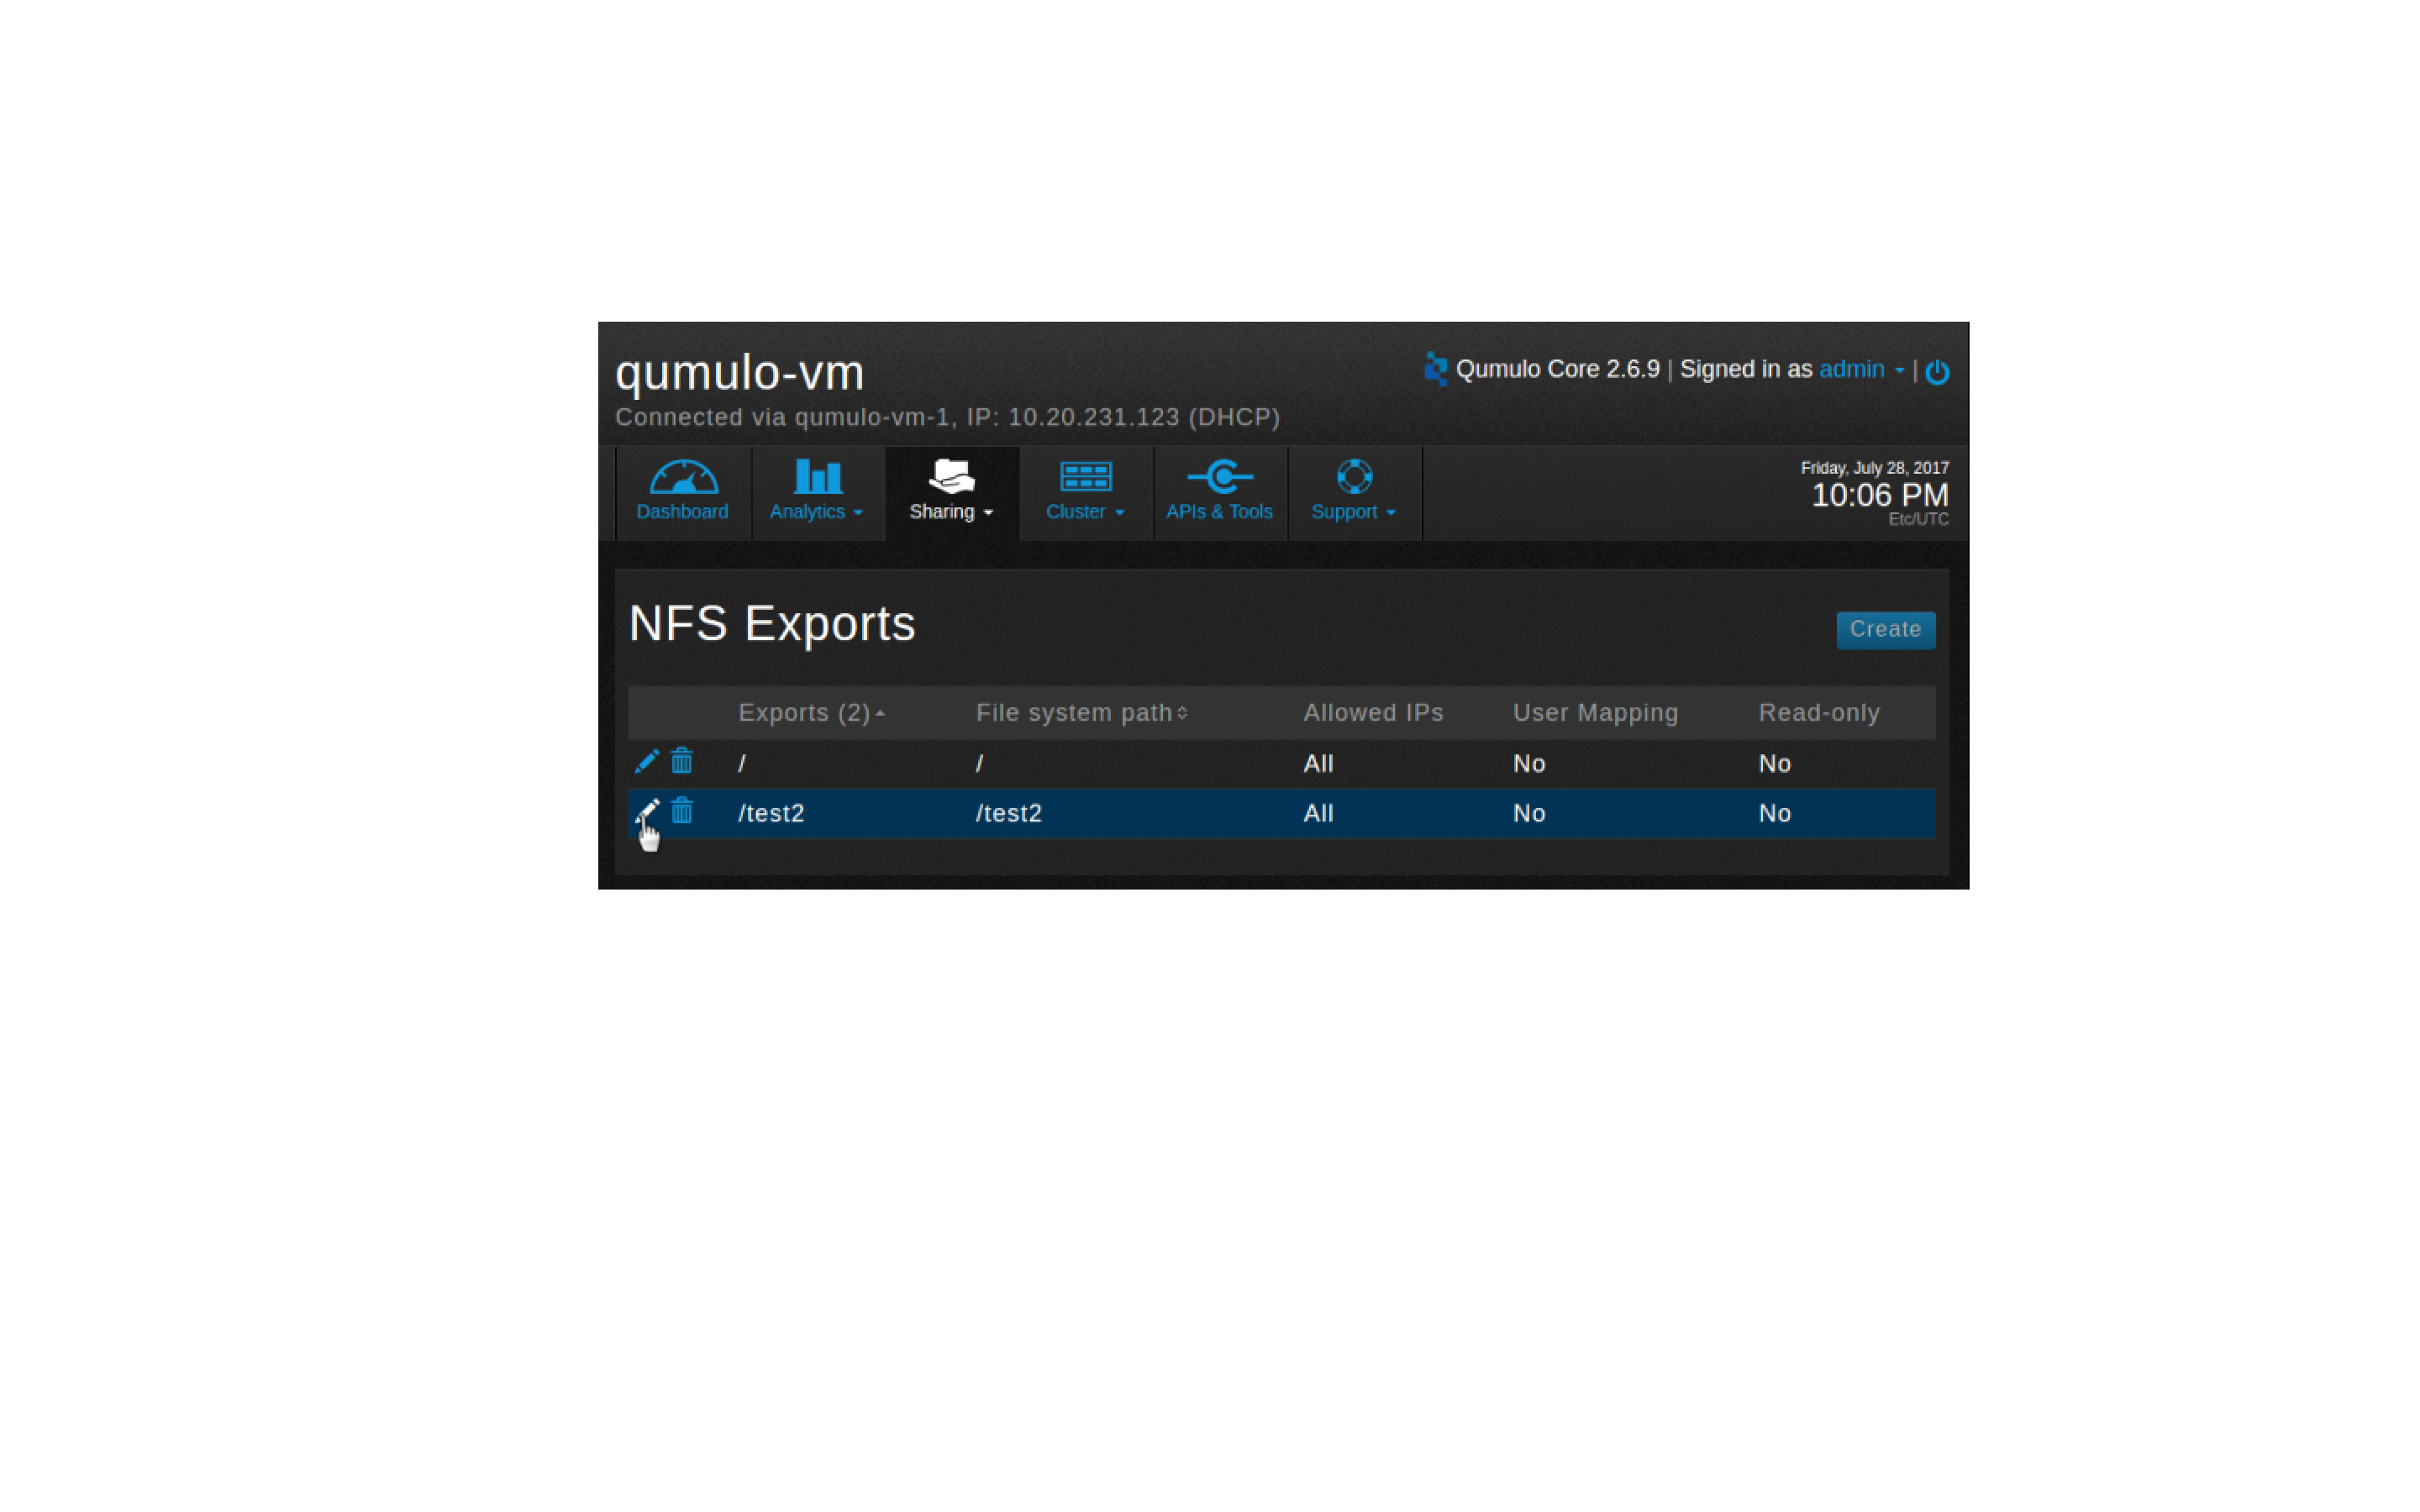 qumulo-vm
Qumulo Core 2.6.9 | Signed in as admin |
Connected via qumulo-vm-1, IP: 10.20.231.123 (DHCP)
Dashboard Analytics Sharing Cluster APIs & Tools Support
Friday, July 28, 2017
10:06 PM
Etc/UTC
NFS Exports
Create
Exports (2) File system path Allowed IPs User Mapping Read-only
/ / All No No
/test2 /test2 All No No